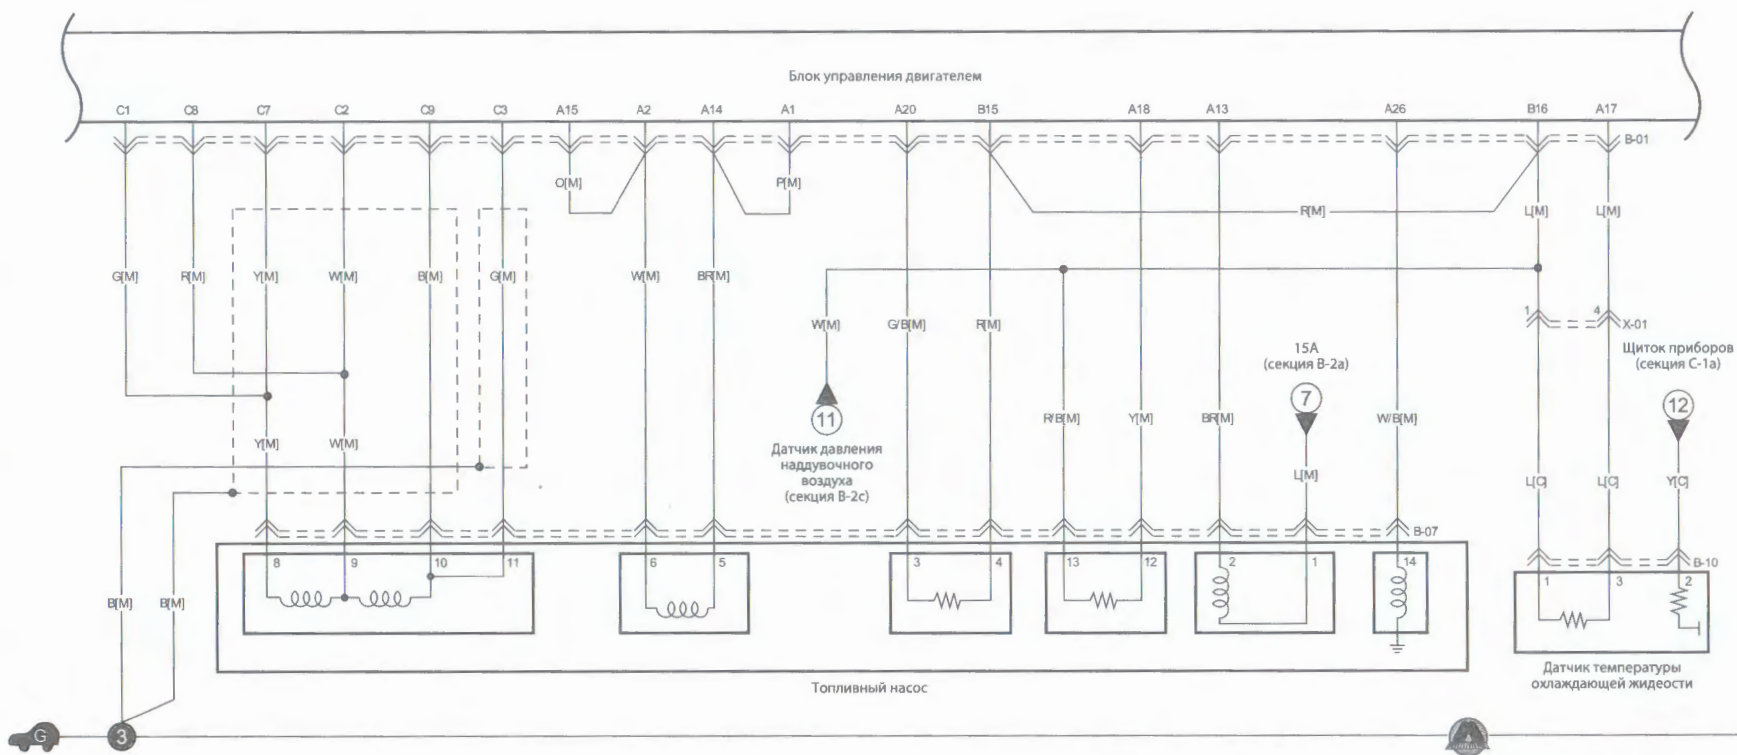 Блок управления двигателем
C1 C8 C7 C2 C9 C3 A15 A2 A14 A1 A20 B15 A18 A13 A26 B16 A17
B-01
O[M] P[M]
R[M] L[M] L[M]
G[M] R[M] Y[M] W[M] B[M] G[M] W[M] BR[M]
W[M] G/B[M] R[M]
1 4 X-01
15A
(секция B-2a)
Щиток приборов
(секция C-1a)
7
12
11
R/B[M] Y[M] BR[M] W/B[M]
Y[M] W[M]
Датчик давления
наддувочного
воздуха
(секция B-2c)
L[M] L[C] L[C] Y[C]
B-07
8 9 10 11 6 5 3 4 13 12 2 1 14
B-10
1 3 2
B[M] B[M]
Топливный насос
Датчик температуры
охлаждающей жидеости
G 3